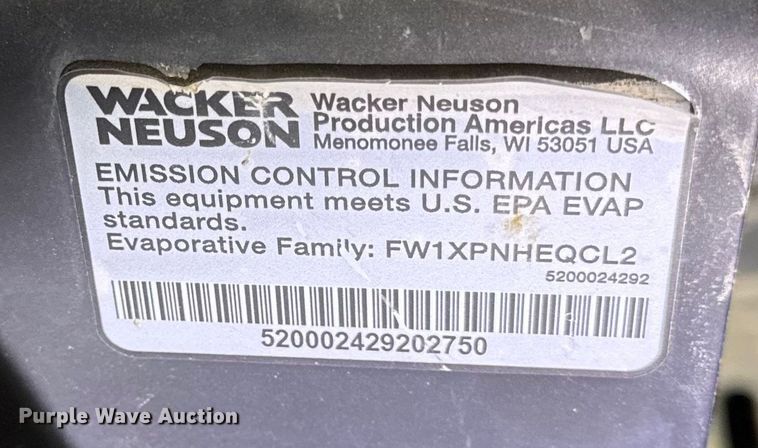 WACKER
NEUSON
Wacker Neuson
Production Americas LLC
Menomonee Falls, WI 53051 USA
EMISSION CONTROL INFORMATION
This equipment meets U.S. EPA EVAP
standards.
Evaporative Family: FW1XPNHEQCL2
5200024292
520002429202750
Purple Wave Auction